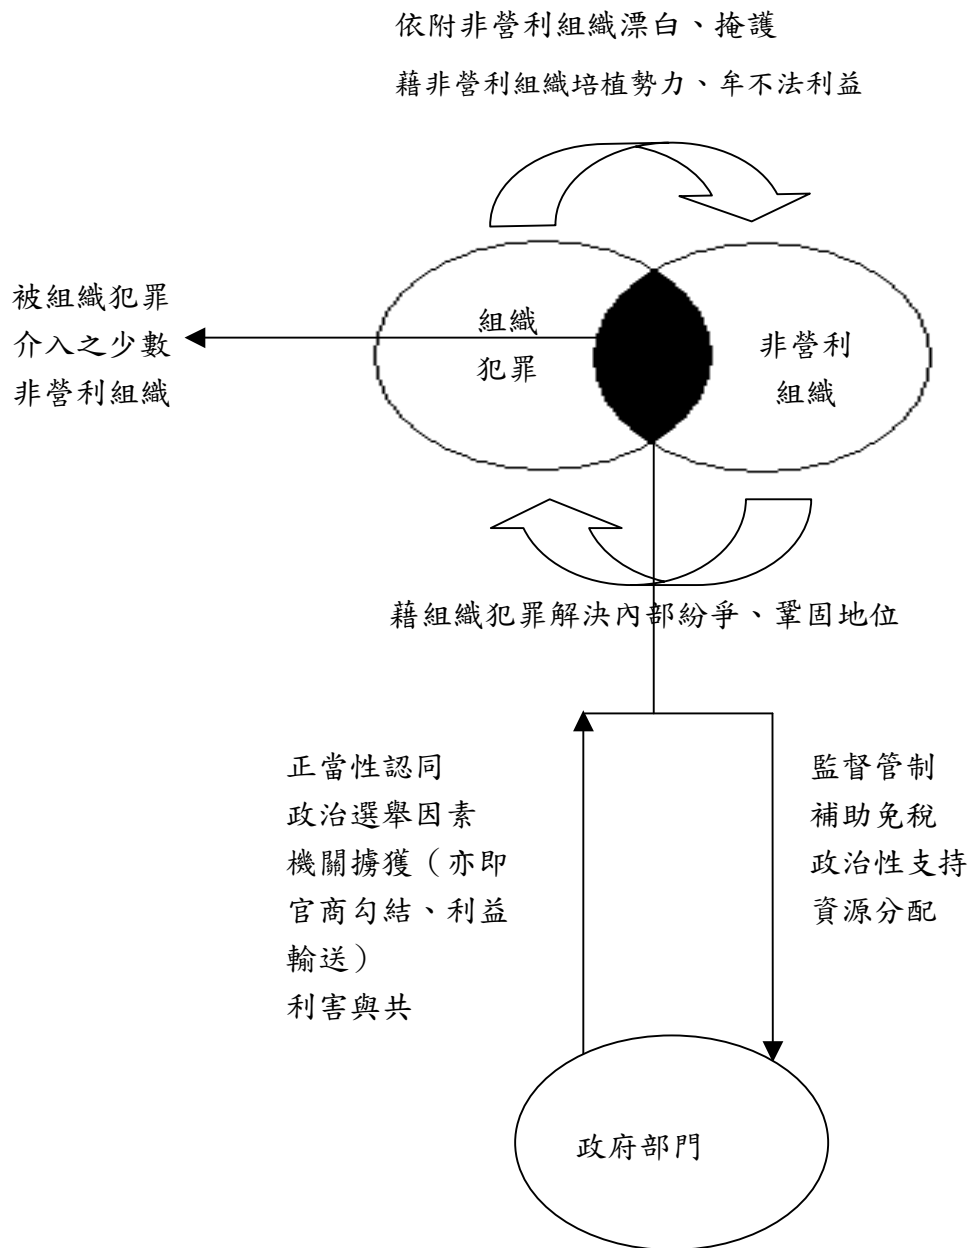 依附非營利組織漂白、掩護
藉非營利組織培植勢力、牟不法利益
被組織犯罪
介入之少數
非營利組織
組織
犯罪
非營利
組織
藉組織犯罪解決內部紛爭、鞏固地位
正當性認同
政治選舉因素
機關擄獲（亦即
官商勾結、利益
輸送）
利害與共
監督管制
補助免稅
政治性支持
資源分配
政府部門